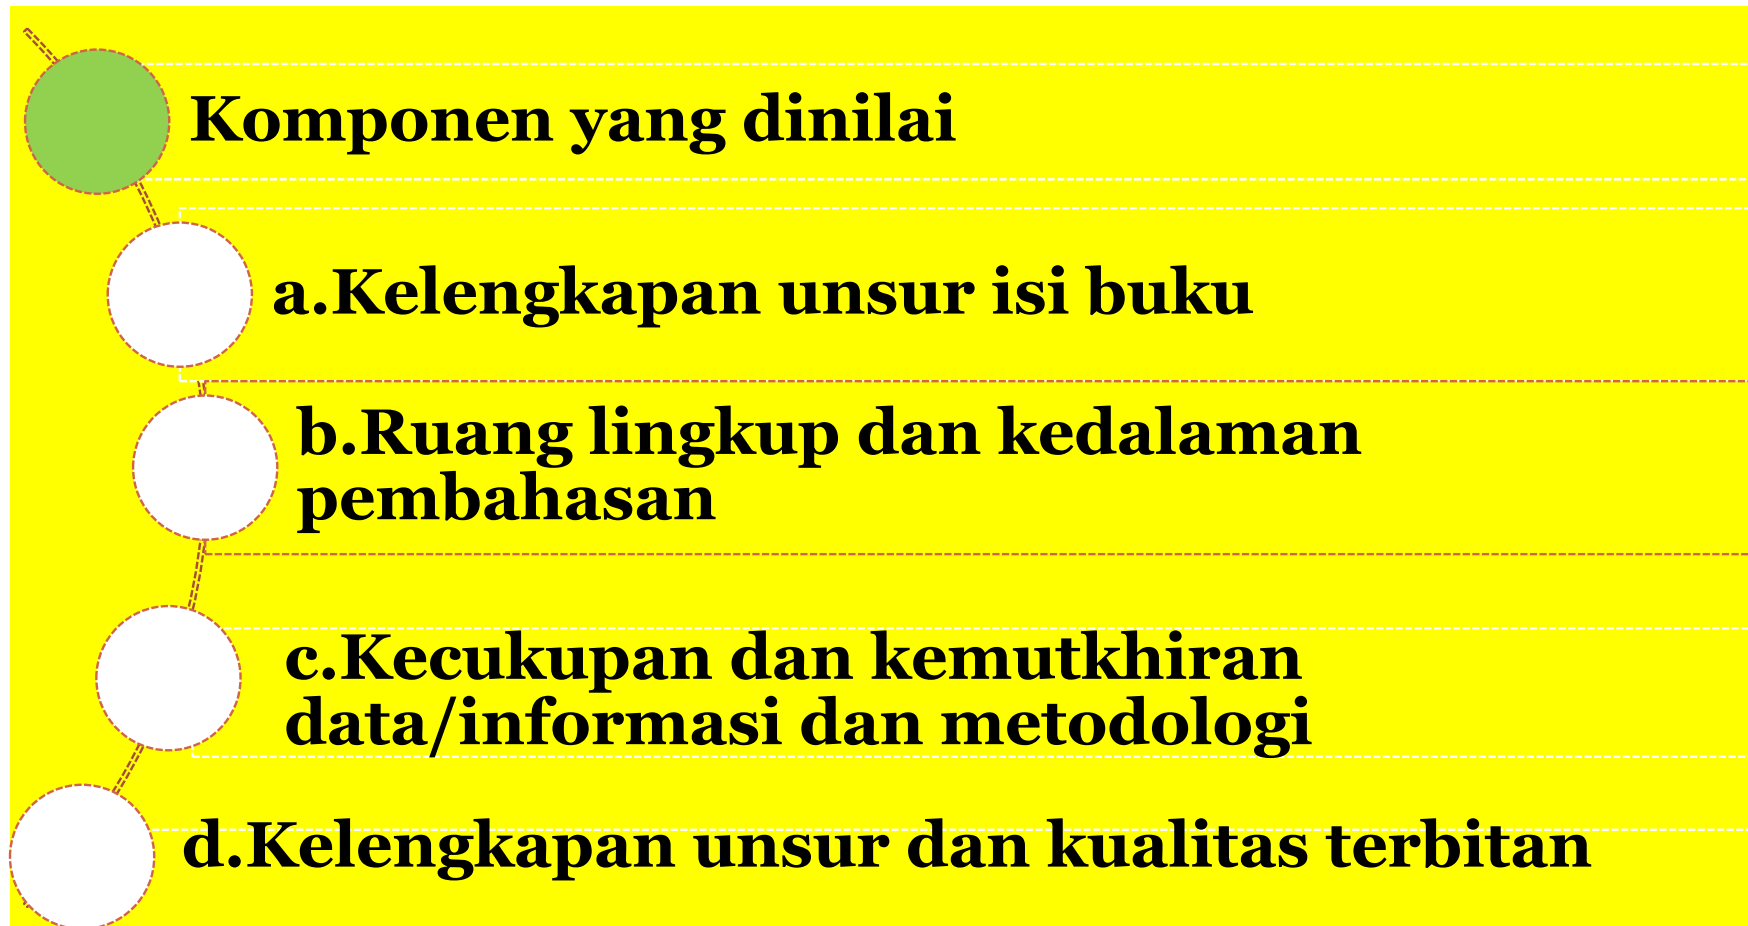 Komponen yang dinilai
a.Kelengkapan unsur isi buku
b.Ruang lingkup dan kedalaman
pembahasan
c.Kecukupan dan kemutkhiran
data/informasi dan metodologi
d.Kelengkapan unsur dan kualitas terbitan